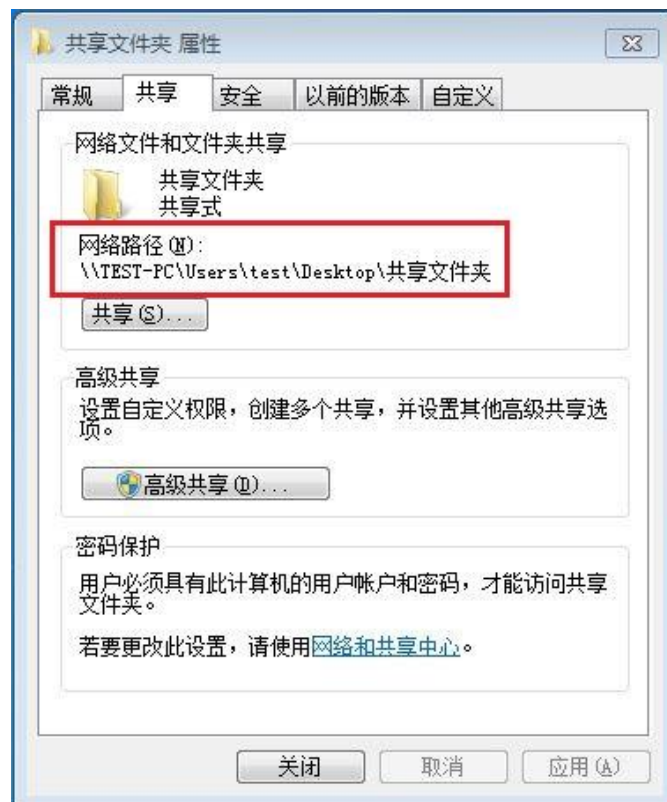 共享文件夹 属性
常规 共享 安全 以前的版本 自定义
网络文件和文件夹共享
共享文件夹
共享式
网络路径(N):
\\TEST-PC\Users\test\Desktop\共享文件夹
共享(S)...
高级共享
设置自定义权限，创建多个共享，并设置其他高级共享选
项。
高级共享(D)...
密码保护
用户必须具有此计算机的用户帐户和密码，才能访问共享
文件夹。
若要更改此设置，请使用网络和共享中心。
关闭 取消 应用(A)